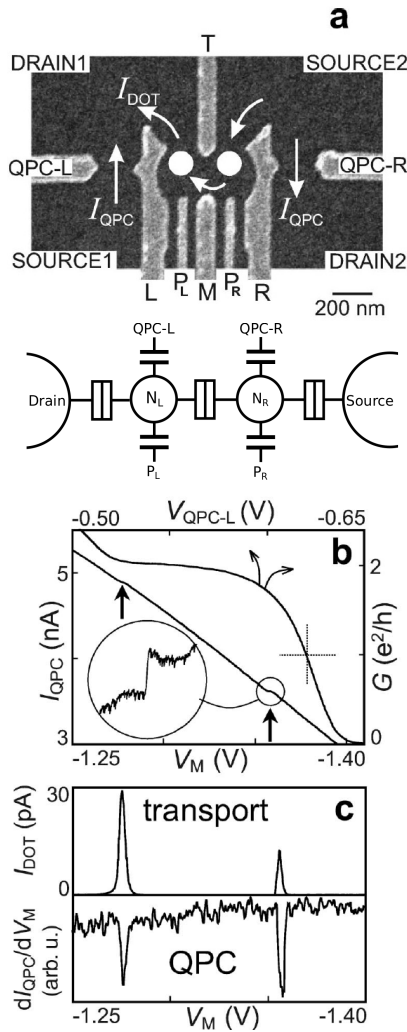 a
T
DRAIN1 SOURCE2
I_DOT
QPC-L QPC-R
I_QPC I_QPC
SOURCE1 DRAIN2
L P_L M P_R R
200 nm
QPC-L QPC-R
Drain N_L N_R Source
P_L P_R
-0.50 V_QPC-L (V) -0.65
b
5 2
I_QPC (nA) G (e²/h)
3 0
-1.25 V_M (V) -1.40
30 transport c
I_DOT (pA)
0
dI_QPC/dV_M
(arb. u.)
QPC
-1.25 V_M (V) -1.40